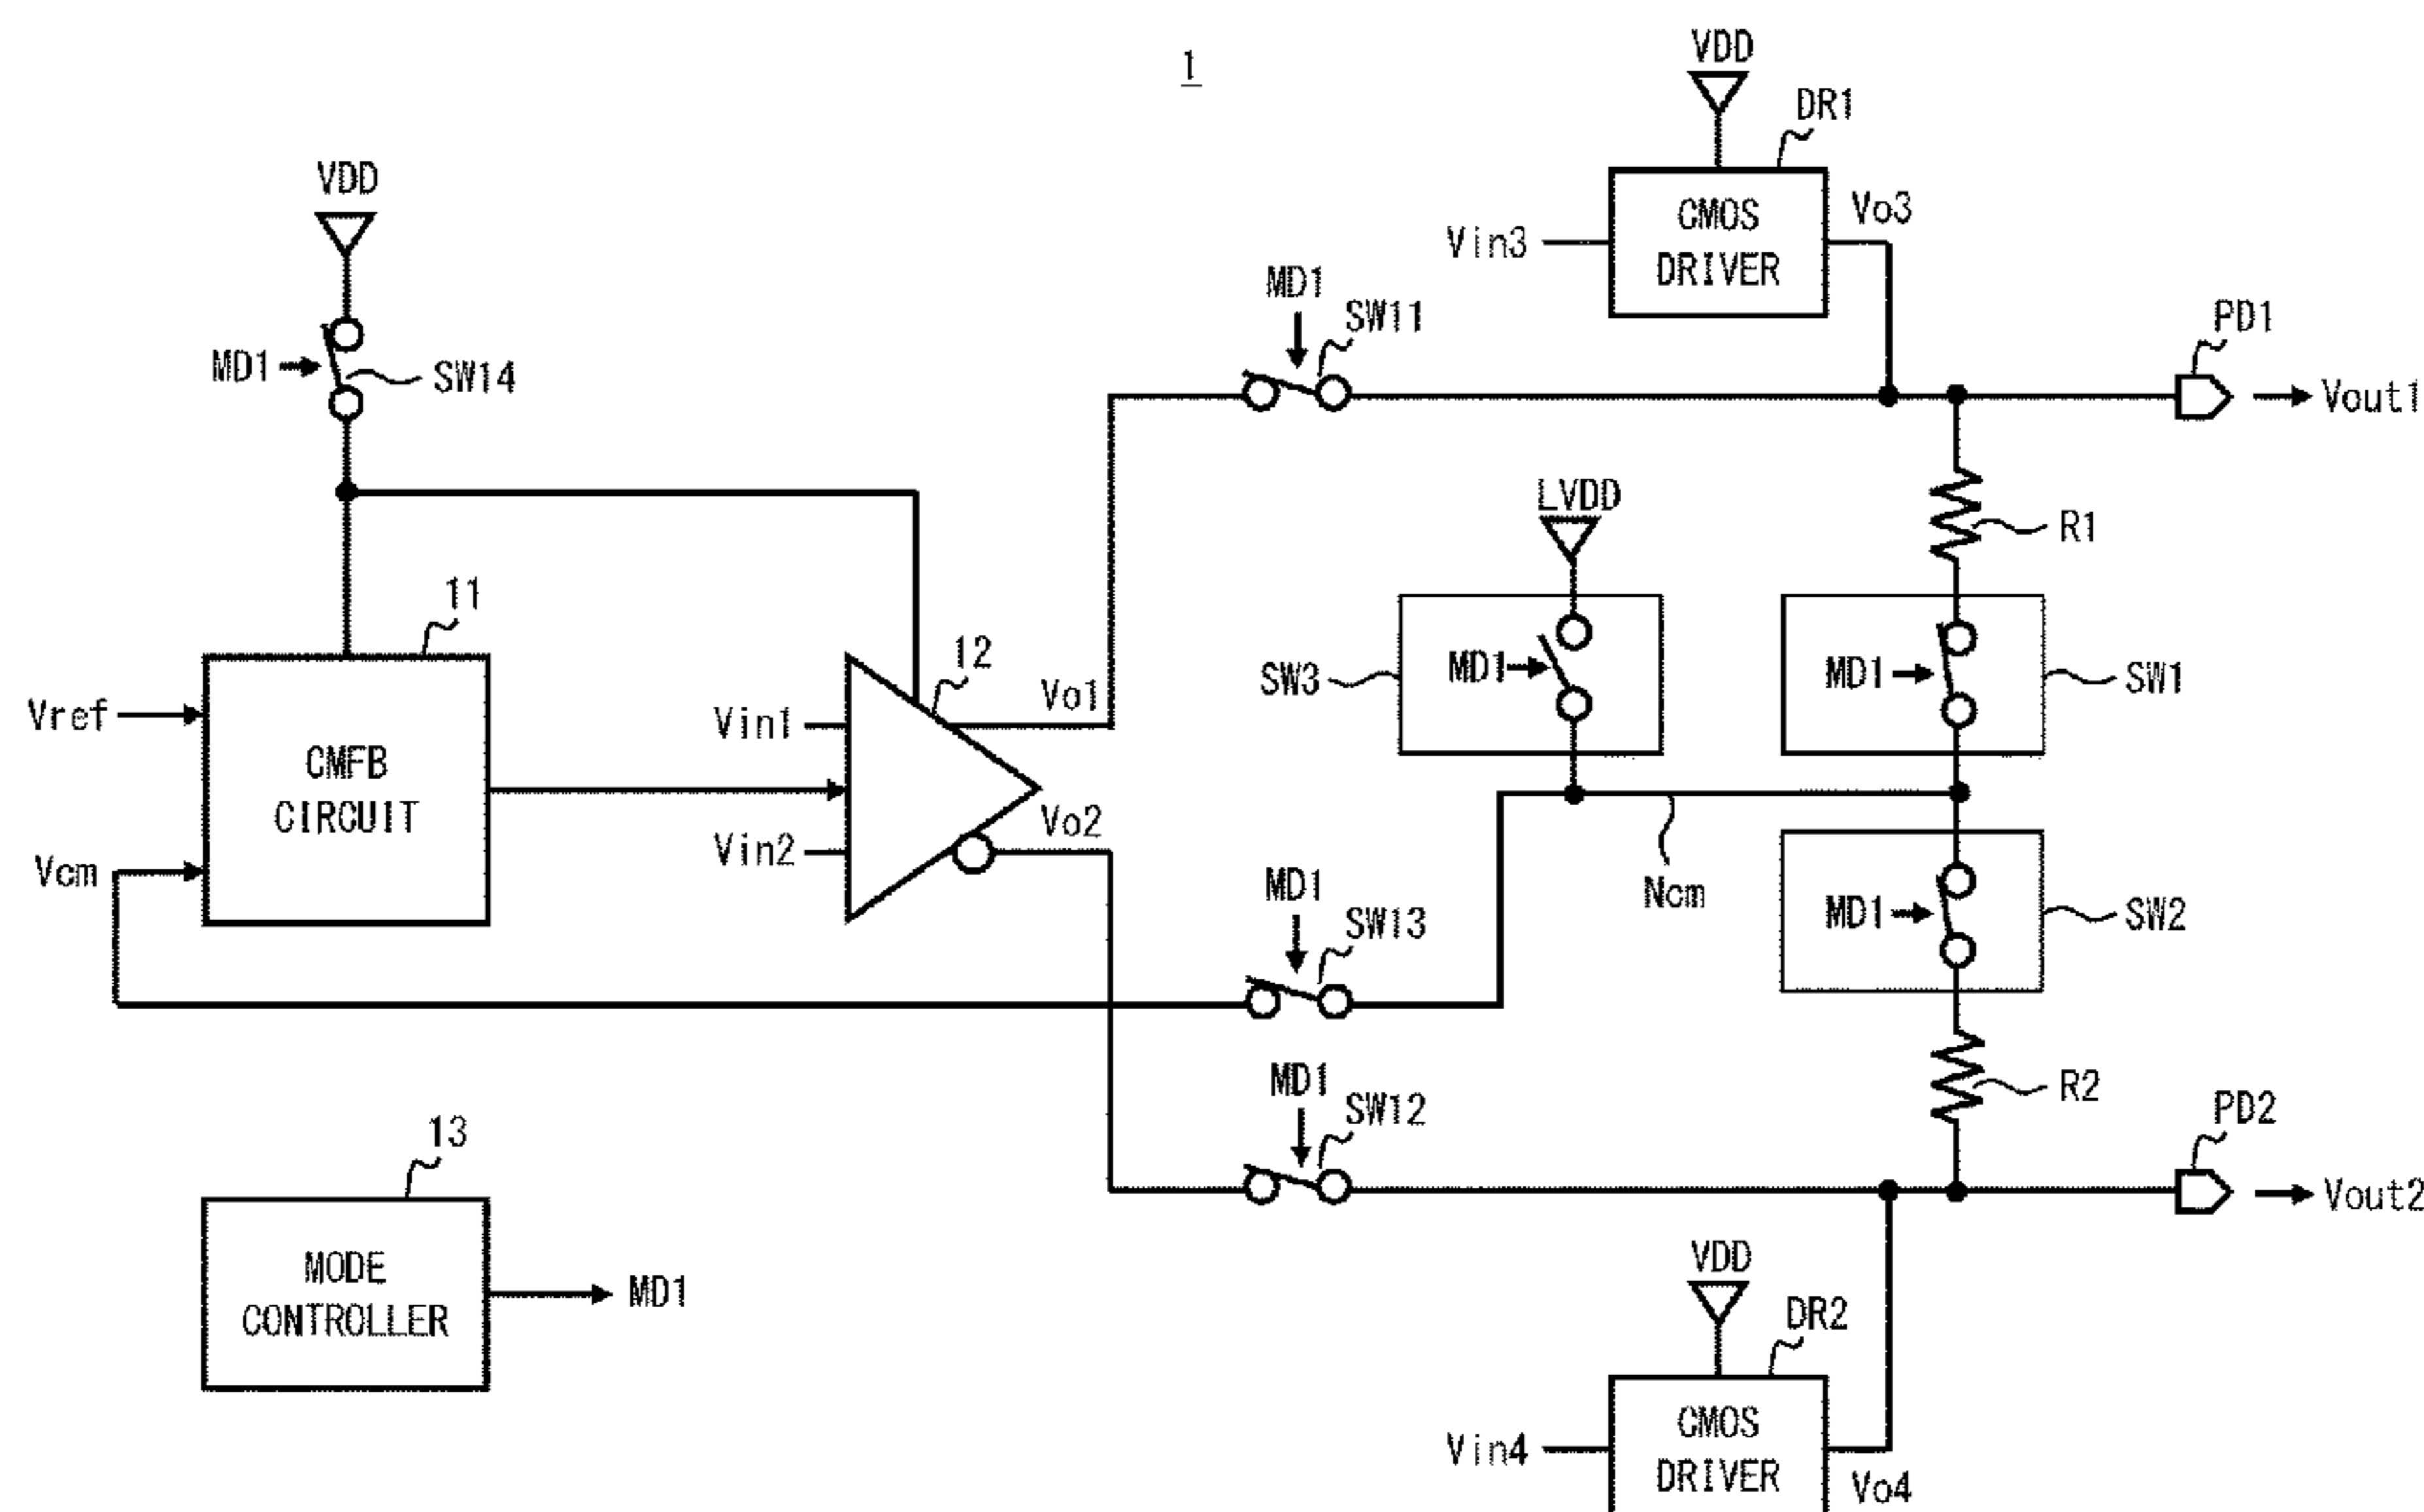 1
VDD
DR1
CMOS
DRIVER
Vin3
Vo3
VDD
MD1
SW14
MD1
SW11
PD1
Vout1
LVDD
R1
11
12
Vref
CMFB
CIRCUIT
Vin1
Vo1
SW3
MD1
MD1
SW1
Vcm
Vin2
Vo2
Ncm
MD1
SW13
MD1
SW2
MD1
SW12
R2
PD2
Vout2
13
MODE
CONTROLLER
MD1
VDD
DR2
CMOS
DRIVER
Vin4
Vo4